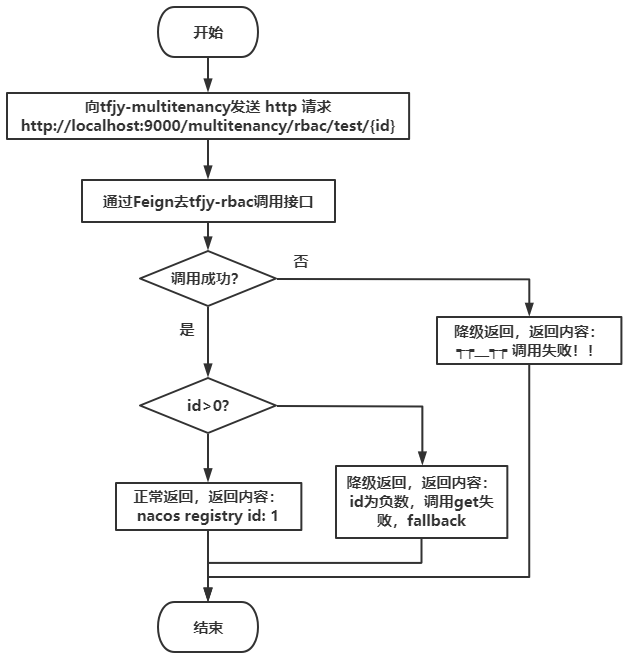 开始
向tfjy-multitenancy发送 http 请求
http://localhost:9000/multitenancy/rbac/test/{id}
通过Feign去tfjy-rbac调用接口
调用成功?
否
是
降级返回，返回内容：
┭┮﹏┭┮ 调用失败！！
id>0?
正常返回，返回内容：
nacos registry id: 1
降级返回，返回内容：
id为负数，调用get失
败，fallback
结束